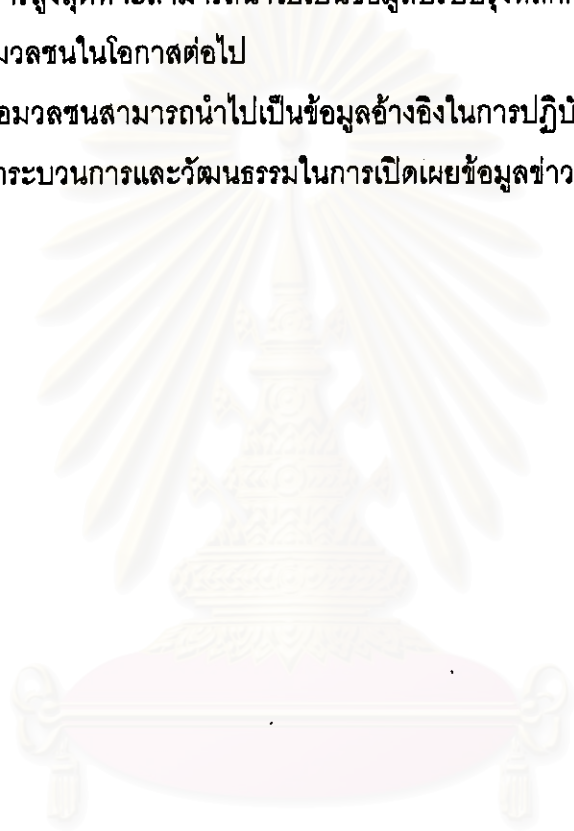 มวลชนในโอกาสต่อไป
อมวลชนสามารถนำไปเป็นข้อมูลอ้างอิงในการปฏิบั
ระบวนการและวัฒนธรรมในการเปิดเผยข้อมูลข่าว